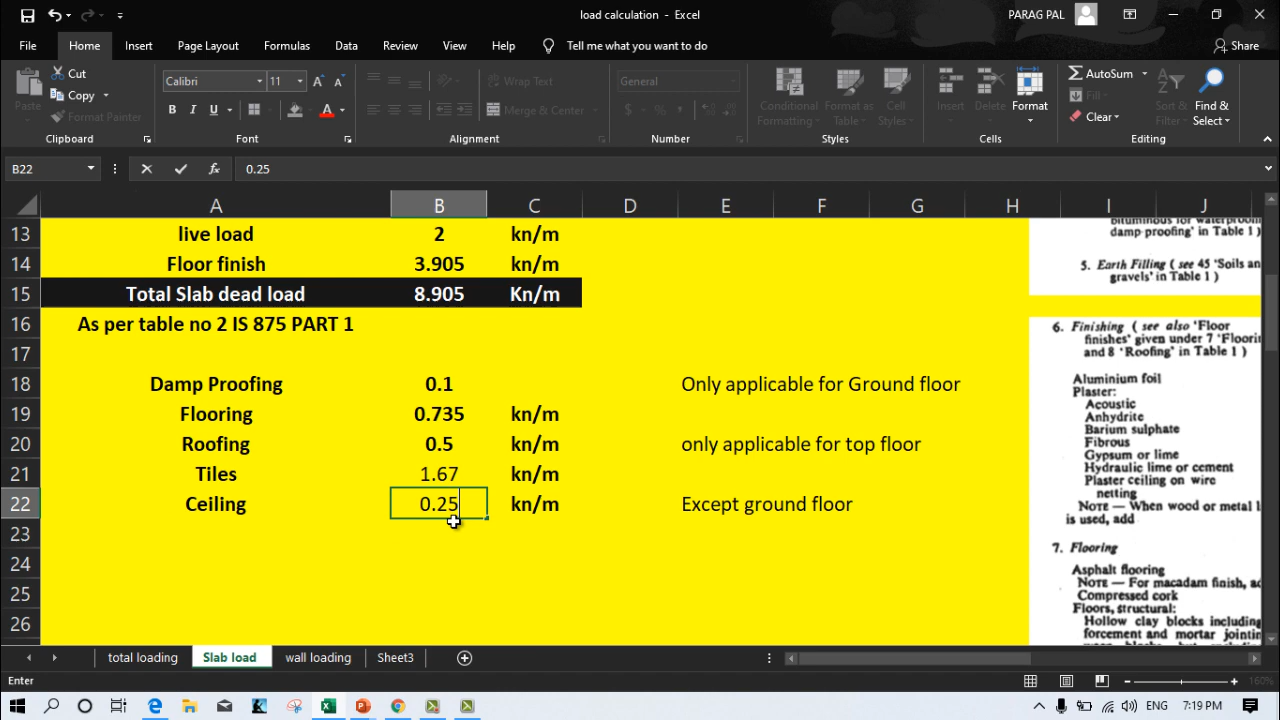 load calculation - Excel
PARAG PAL
File Home Insert Page Layout Formulas Data Review View Help Tell me what you want to do Share
Paste
Cut
Copy
Format Painter
Clipboard
Calibri 11
B I U
Font
Wrap Text
Merge & Center
Alignment
General
Number
Conditional Formatting
Format as Table
Cell Styles
Styles
Insert Delete Format
Cells
AutoSum
Fill
Clear
Sort & Filter
Find & Select
Editing
B22 fx 0.25
A B C D E F G H I J
13 live load 2 kn/m
14 Floor finish 3.905 kn/m
15 Total Slab dead load 8.905 Kn/m
16 As per table no 2 IS 875 PART 1
17
18 Damp Proofing 0.1 Only applicable for Ground floor
19 Flooring 0.735 kn/m
20 Roofing 0.5 kn/m only applicable for top floor
21 Tiles 1.67 kn/m
22 Ceiling 0.25 kn/m Except ground floor
23
24
25
26
damp-proofing' in Table 1 )
5. Earth Filling ( see 45 'Soils an
gravels' in Table 1 )
6. Finishing ( see also 'Floor
finishes' given under 7 'Floori
and 8 'Roofing' in Table 1 )
Aluminium foil
Plaster:
Acoustic
Anhydrite
Barium sulphate
Fibrous
Gypsum or lime
Hydraulic lime or cement
Plaster ceiling on wire
netting
NOTE — When wood or metal l
is used, add
7. Flooring
Asphalt flooring
NOTE — For macadam finish, ad
Compressed cork
Floors, structural:
Hollow clay blocks including
forcement and mortar jointin
total loading Slab load wall loading Sheet3
Enter
160%
ENG 7:19 PM